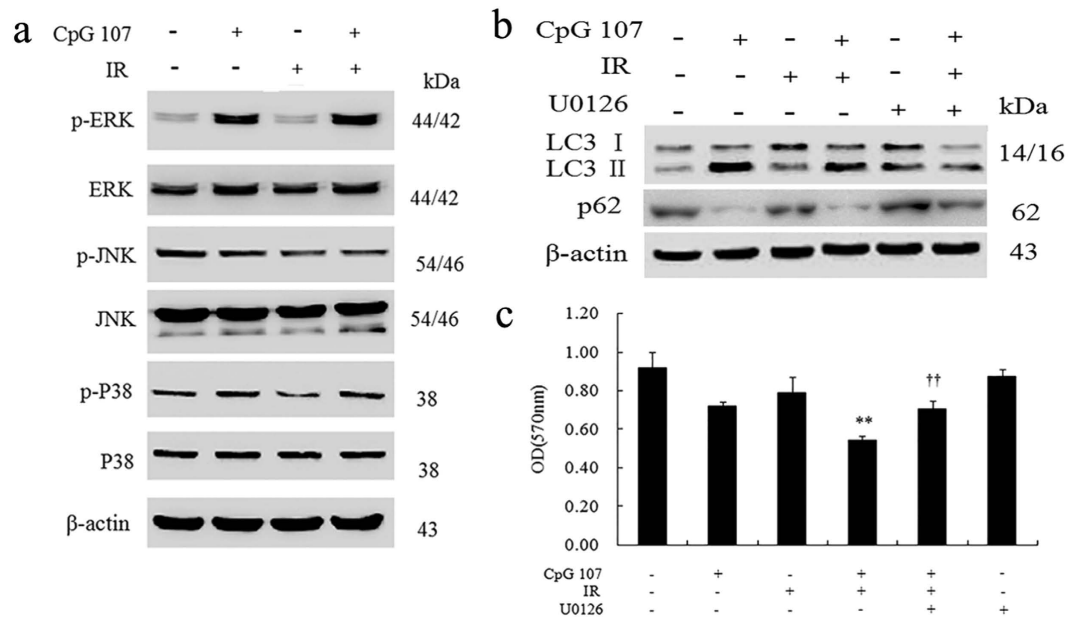 a
CpG 107 - + - +
IR - - + +
kDa
p-ERK 44/42
ERK 44/42
p-JNK 54/46
JNK 54/46
p-P38 38
P38 38
β-actin 43
b
CpG 107 - + - + - +
IR - - + + - +
U0126 - - - - + +
kDa
LC3 Ⅰ
LC3 Ⅱ
14/16
p62 62
β-actin 43
c
1.20
1.00
0.80
0.60
0.40
0.20
0.00
OD(570nm)
**
††
CpG 107 - + - + + -
IR - - + + + -
U0126 - - - - + +